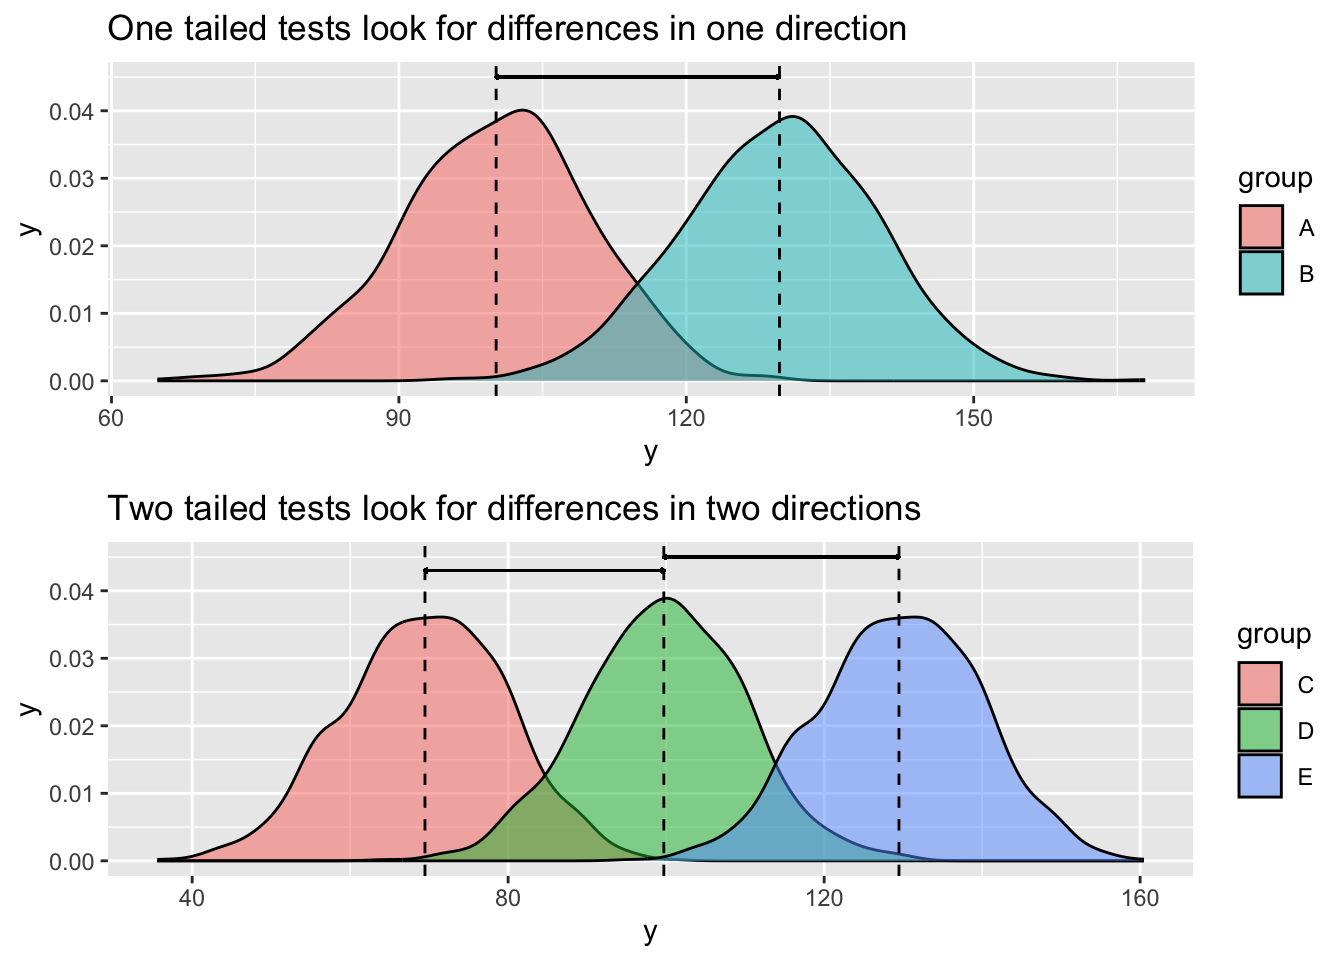 One tailed tests look for differences in one direction
0.04
0.03
0.02
0.01
0.00
y
60 90 120 150
y
group
A
B
Two tailed tests look for differences in two directions
0.04
0.03
0.02
0.01
0.00
y
40 80 120 160
y
group
C
D
E